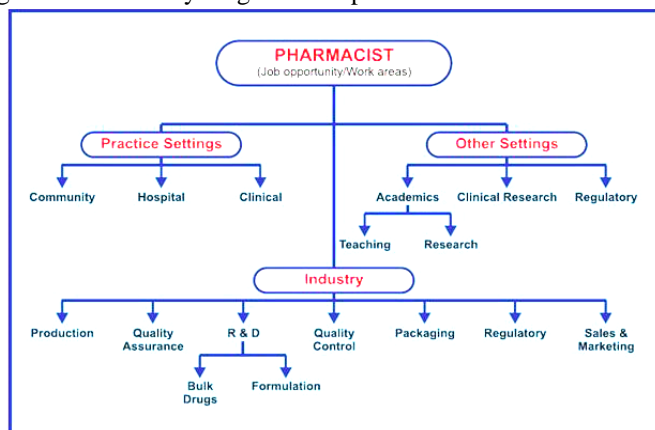 PHARMACIST
(Job opportunity/Work areas)
Practice Settings
Other Settings
Community
Hospital
Clinical
Academics
Clinical Research
Regulatory
Teaching
Research
Industry
Production
Quality
Assurance
R & D
Quality
Control
Packaging
Regulatory
Sales &
Marketing
Bulk
Drugs
Formulation